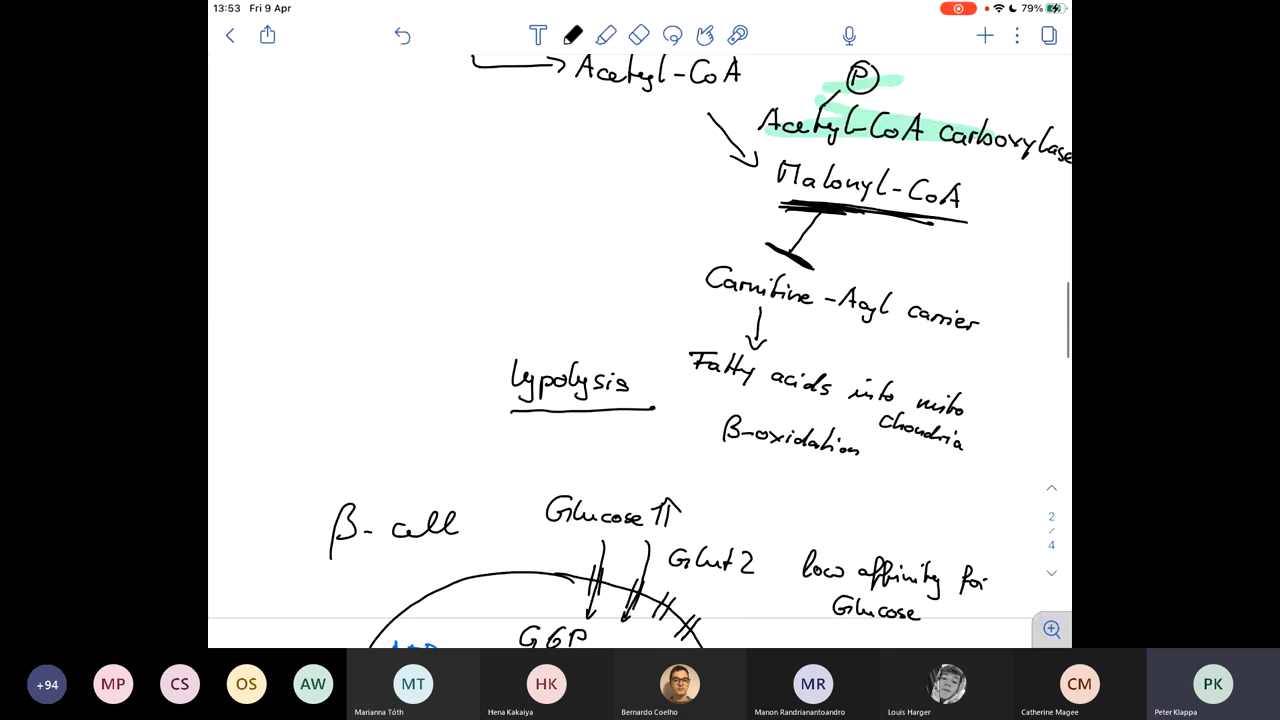 13:53 Fri 9 Apr
79%
Acetyl-CoA
P
Acetyl-CoA carboxylase
Malonyl-CoA
Carnitine-Acyl carrier
Fatty acids into mito
chondria
β-oxidation
lypolysis
β-cell
Glucose ⇑
Glut 2
low affinity for
Glucose
G6P
2
/
4
+94
MP
CS
OS
AW
MT
HK
MR
CM
PK
Marianna Tóth
Hena Kakaiya
Bernardo Coelho
Manon Randrianantoandro
Louis Harger
Catherine Magee
Peter Klappa